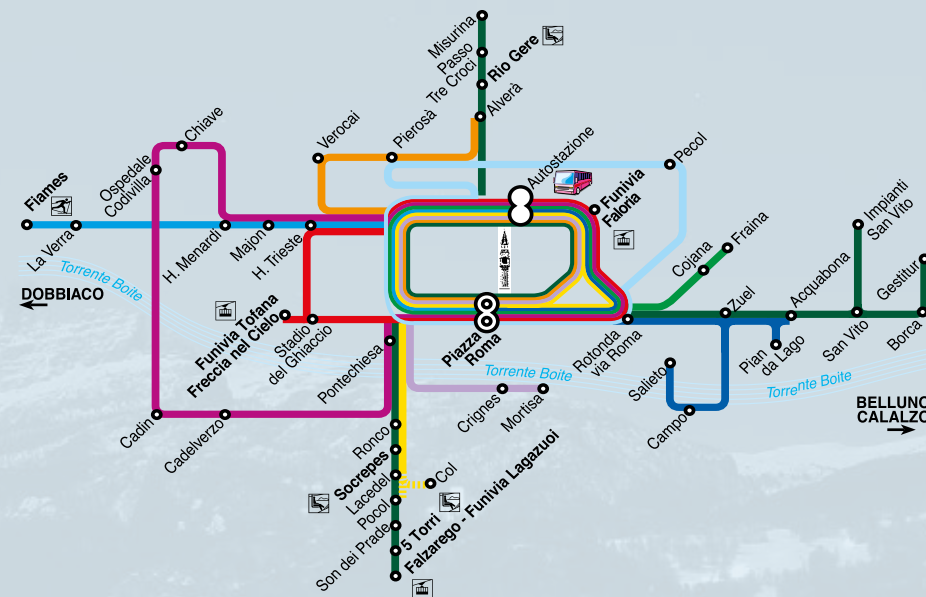 Misurina
Passo
Tre Croci
Rio Gere
Alverà
Chiave
Ospedale
Codivilla
Verocai
Pierosà
Autostazione
Pecol
Fiames
La Verra
H. Menardi
Majon
H. Trieste
Funivia
Faloria
Cojana
Fraina
Impianti
San Vito
Torrente Boite
DOBBIACO
Funivia Tofana
Freccia nel Cielo
Stadio
del Ghiaccio
Pontechiesa
Piazza
Roma
Rotonda
via Roma
Zuel
Acquabona
Gestitur
Pian
da Lago
San Vito
Borca
Torrente Boite
Salieto
Campo
Torrente Boite
Crignes
Mortisa
BELLUNO
CALALZO
Cadin
Cadelverzo
Ronco
Socrepes
Lacedel
Col
Pocol
Son dei Prade
5 Torri
Falzarego - Funivia Lagazuoi